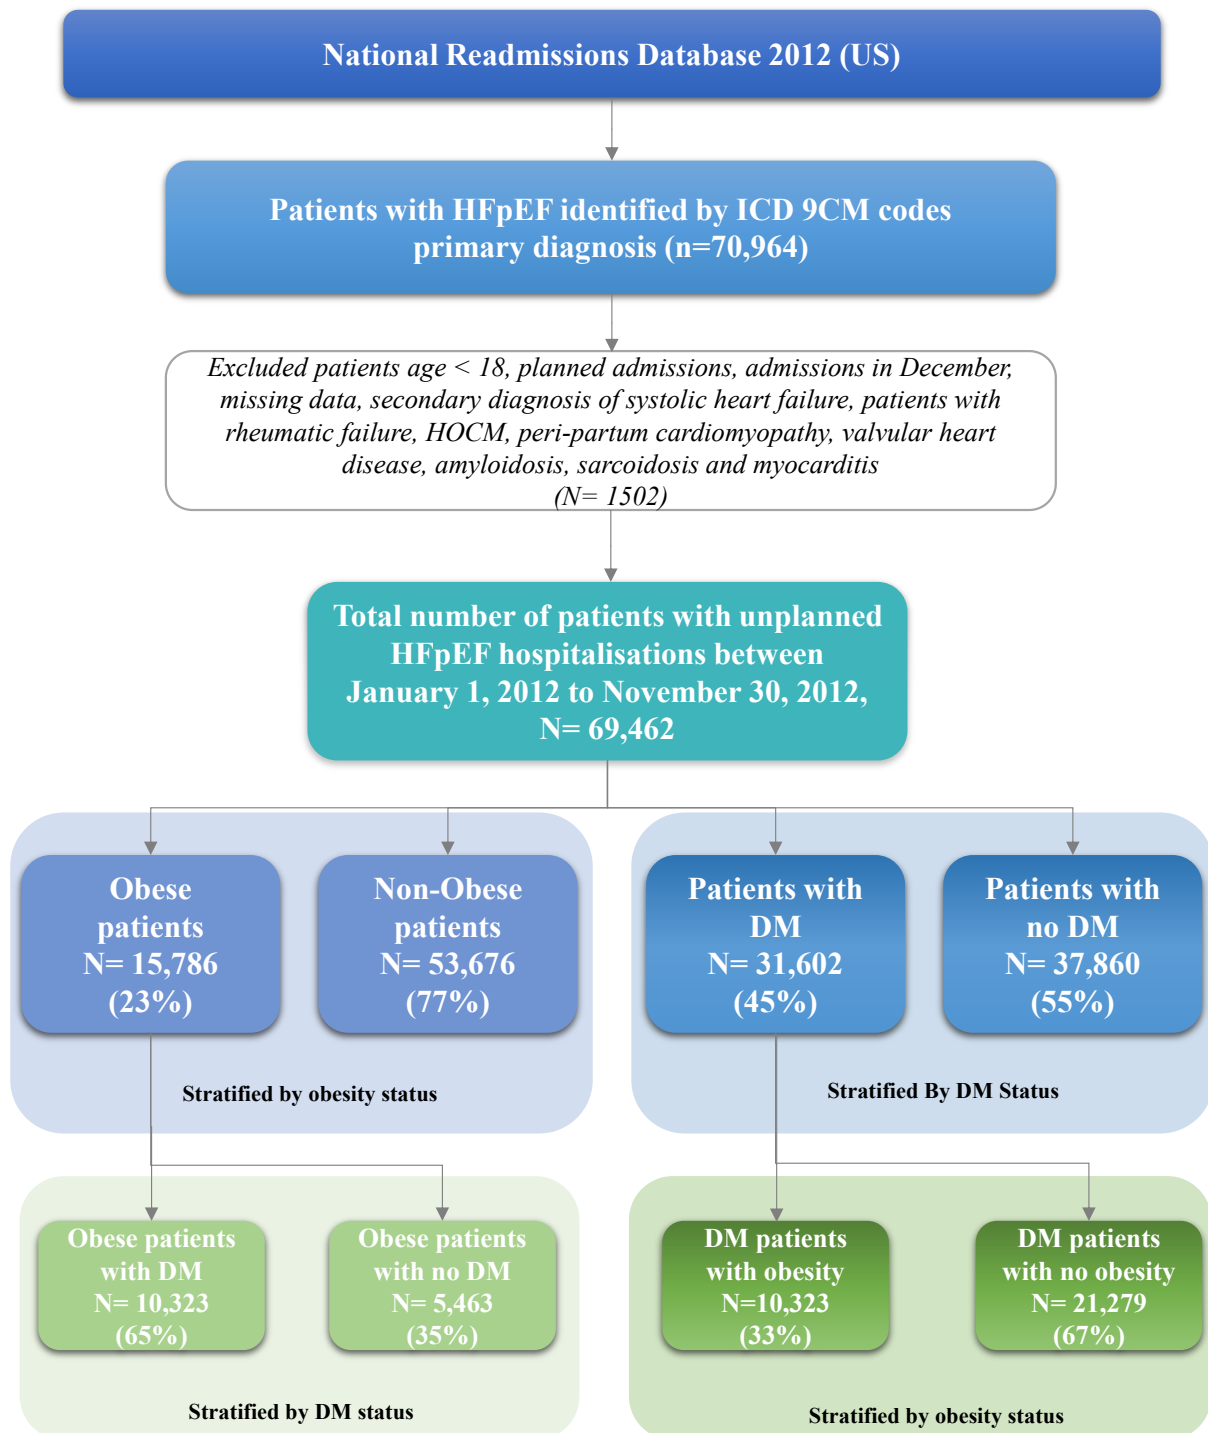 National Readmissions Database 2012 (US)
Patients with HFpEF identified by ICD 9CM codes
primary diagnosis (n=70,964)
Excluded patients age < 18, planned admissions, admissions in December,
missing data, secondary diagnosis of systolic heart failure, patients with
rheumatic failure, HOCM, peri-partum cardiomyopathy, valvular heart
disease, amyloidosis, sarcoidosis and myocarditis
(N= 1502)
Total number of patients with unplanned
HFpEF hospitalisations between
January 1, 2012 to November 30, 2012,
N= 69,462
Obese
patients
N= 15,786
(23%)
Non-Obese
patients
N= 53,676
(77%)
Stratified by obesity status
Patients with
DM
N= 31,602
(45%)
Patients with
no DM
N= 37,860
(55%)
Stratified By DM Status
Obese patients
with DM
N= 10,323
(65%)
Obese patients
with no DM
N= 5,463
(35%)
Stratified by DM status
DM patients
with obesity
N=10,323
(33%)
DM patients
with no obesity
N= 21,279
(67%)
Stratified by obesity status